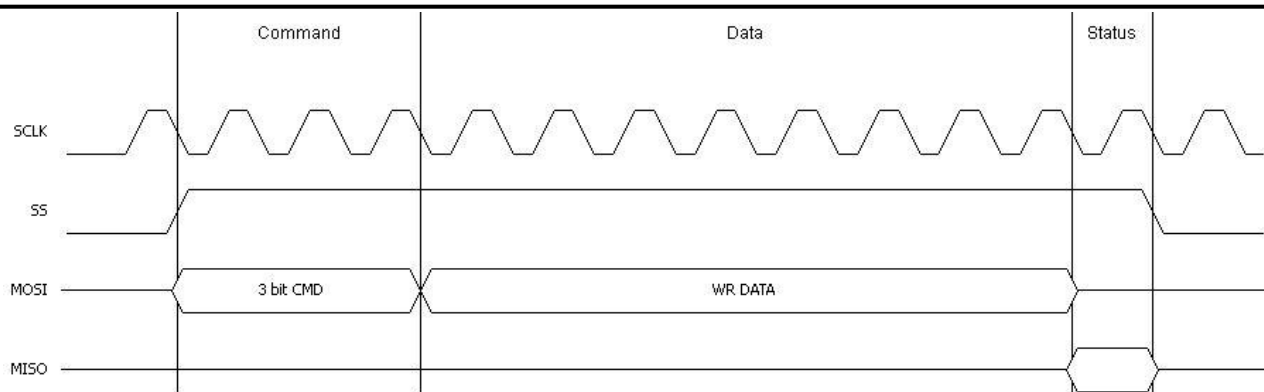 Command Data Status
SCLK
SS
MOSI 3 bit CMD WR DATA
MISO